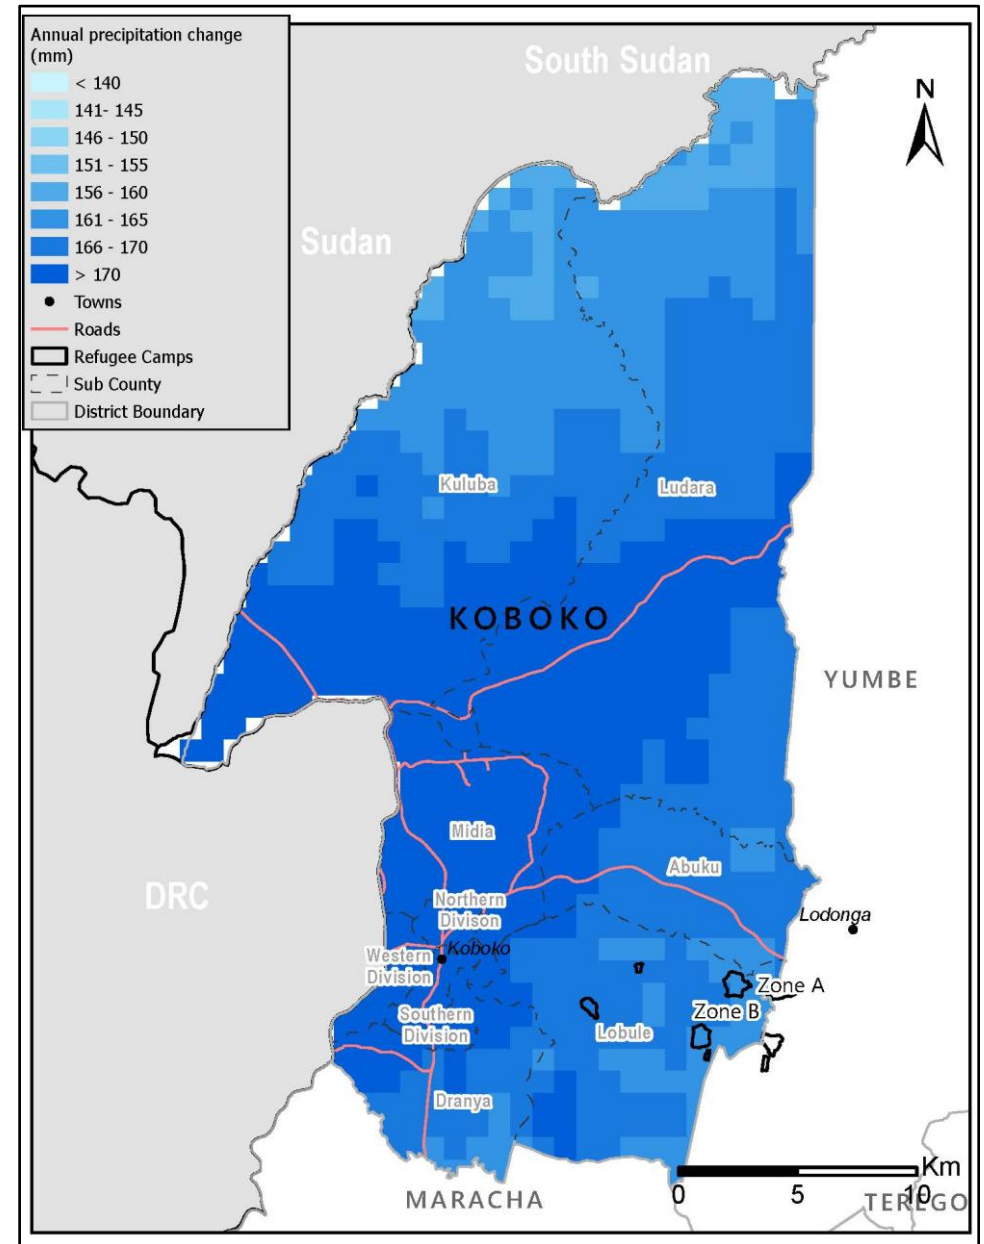 Annual precipitation change
(mm)
< 140
141- 145
146 - 150
151 - 155
156 - 160
161 - 165
166 - 170
> 170
Towns
Roads
Refugee Camps
Sub County
District Boundary
South Sudan
N
Sudan
Kuluba
Ludara
KOBOKO
YUMBE
Midia
Abuku
DRC
Northern
Divison
Lodonga
Koboko
Western
Division
Zone A
Zone B
Southern
Division
Lobule
Dranya
Km
0
5
10
MARACHA
TEREGO